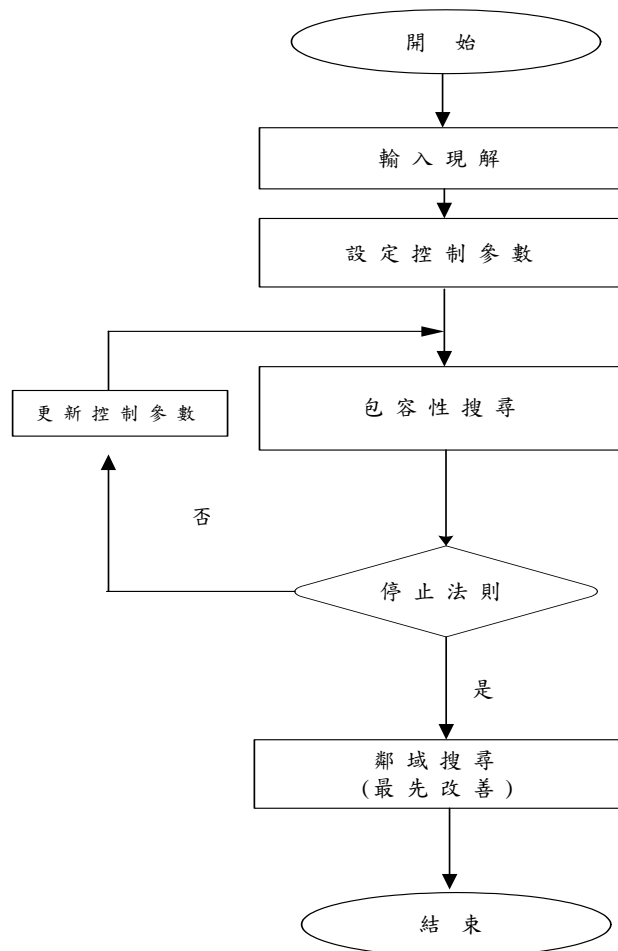 開 始
輸 入 現 解
設 定 控 制 參 數
包 容 性 搜 尋
更 新 控 制 參 數
否
停 止 法 則
是
鄰 域 搜 尋
(最 先 改 善 )
結 束